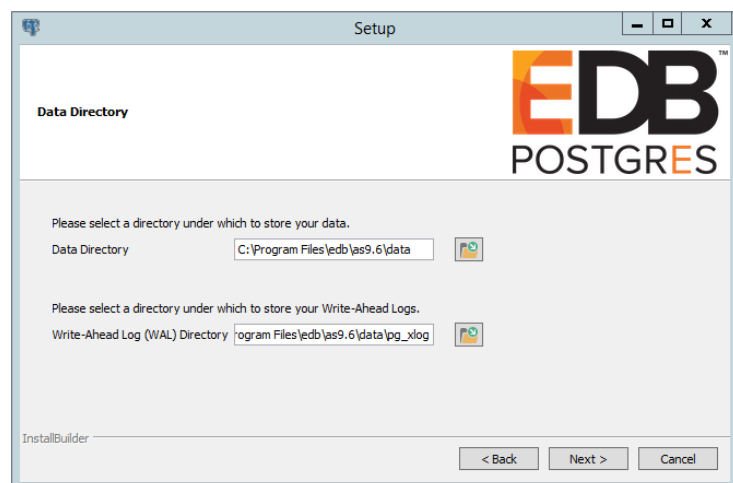 Setup
EDB™
POSTGRES
Data Directory
Please select a directory under which to store your data.
Data Directory C:\Program Files\edb\as9.6\data
Please select a directory under which to store your Write-Ahead Logs.
Write-Ahead Log (WAL) Directory rogram Files\edb\as9.6\data\pg_xlog
InstallBuilder
< Back Next > Cancel